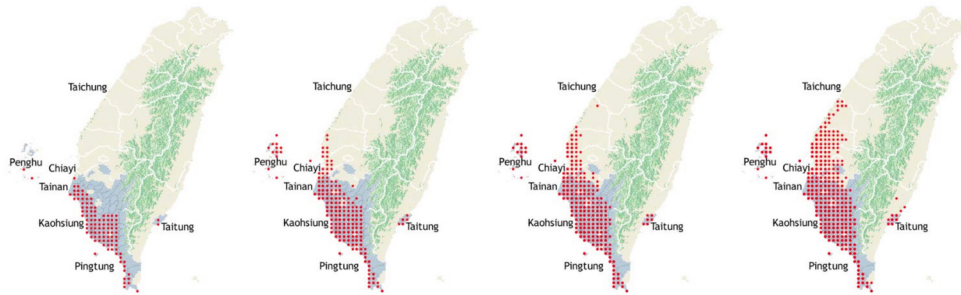 Taichung
Penghu
Chiayi
Tainan
Kaohsiung
Taitung
Pingtung
Taichung
Penghu
Chiayi
Tainan
Kaohsiung
Taitung
Pingtung
Taichung
Penghu
Chiayi
Tainan
Kaohsiung
Taitung
Pingtung
Taichung
Penghu
Chiayi
Tainan
Kaohsiung
Taitung
Pingtung